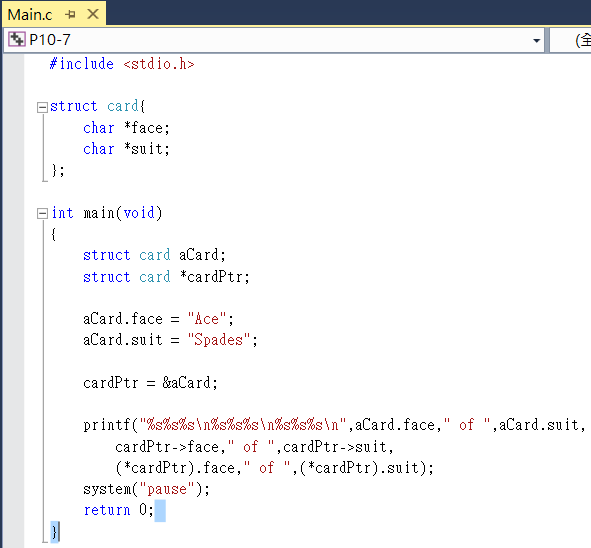 Main.c
P10-7
(全
#include <stdio.h>
struct card{
char *face;
char *suit;
};
int main(void)
{
struct card aCard;
struct card *cardPtr;
aCard.face = "Ace";
aCard.suit = "Spades";
cardPtr = &aCard;
printf("%s%s%s\n%s%s%s\n%s%s%s\n",aCard.face," of ",aCard.suit,
cardPtr->face," of ",cardPtr->suit,
(*cardPtr).face," of ",(*cardPtr).suit);
system("pause");
return 0;
}